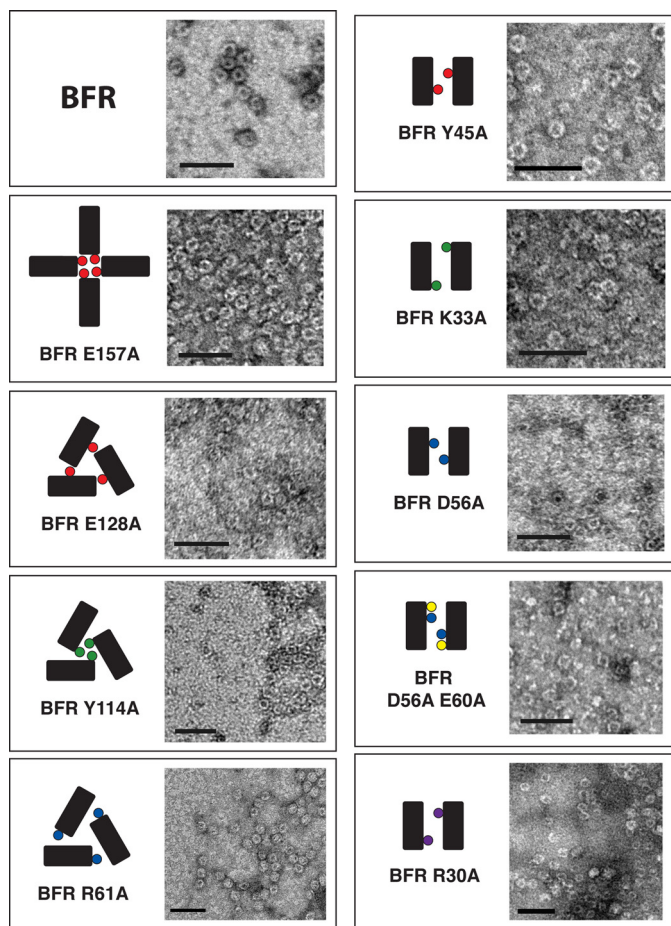 BFR
BFR E157A
BFR E128A
BFR Y114A
BFR R61A
BFR Y45A
BFR K33A
BFR D56A
BFR
D56A E60A
BFR R30A